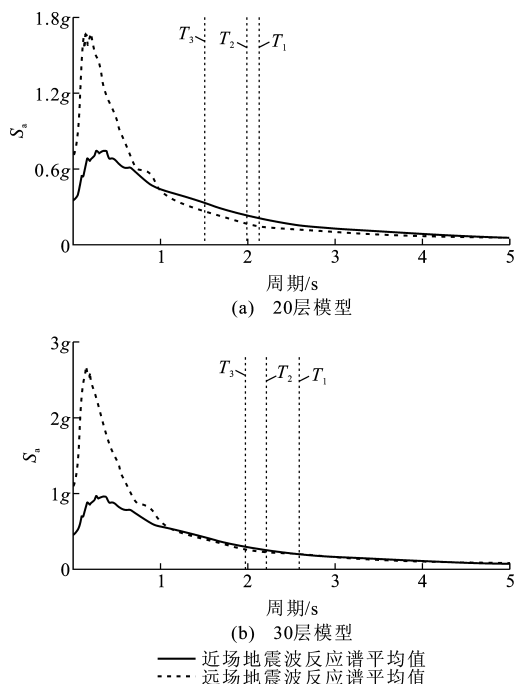 1.8g
1.2g
0.6g
0
Sa
T3
T2
T1
1
2
3
4
5
周期/s
(a) 20层模型
3g
2g
1g
0
Sa
T3
T2
T1
1
2
3
4
5
周期/s
(b) 30层模型
近场地震波反应谱平均值
远场地震波反应谱平均值